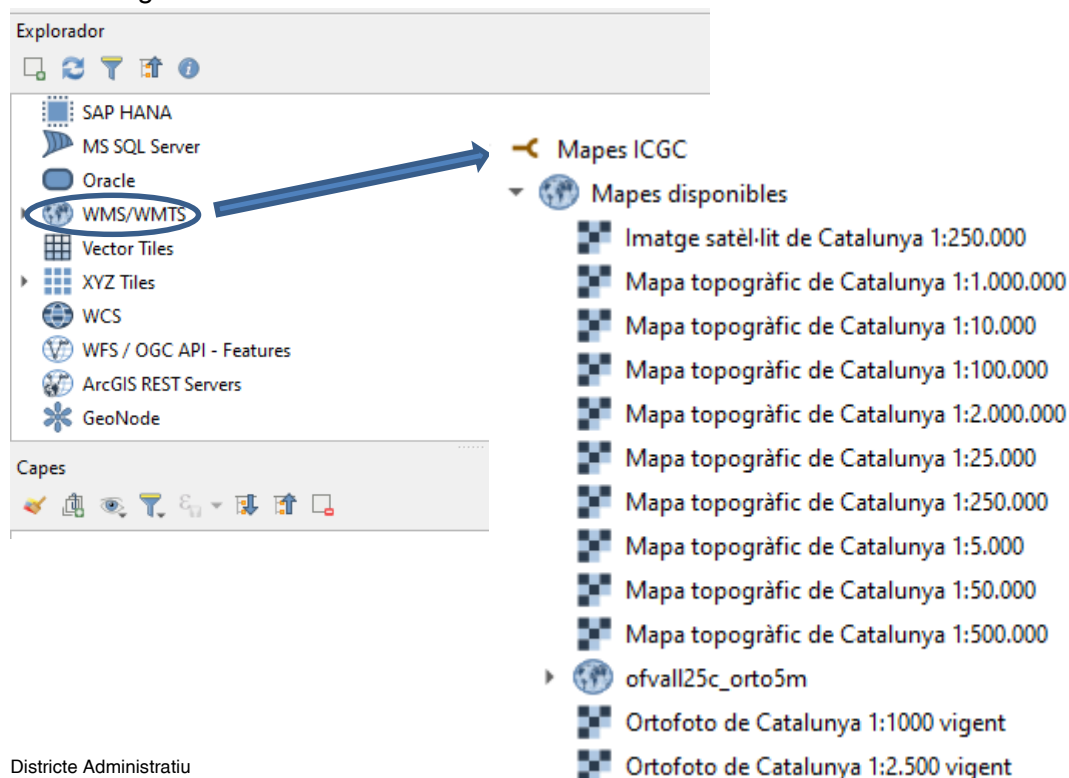 Explorador
SAP HANA
MS SQL Server
Oracle
WMS/WMTS
Vector Tiles
XYZ Tiles
WCS
WFS / OGC API - Features
ArcGIS REST Servers
GeoNode
Capes
Mapes ICGC
Mapes disponibles
Imatge satèl·lit de Catalunya 1:250.000
Mapa topogràfic de Catalunya 1:1.000.000
Mapa topogràfic de Catalunya 1:10.000
Mapa topogràfic de Catalunya 1:100.000
Mapa topogràfic de Catalunya 1:2.000.000
Mapa topogràfic de Catalunya 1:25.000
Mapa topogràfic de Catalunya 1:250.000
Mapa topogràfic de Catalunya 1:5.000
Mapa topogràfic de Catalunya 1:50.000
Mapa topogràfic de Catalunya 1:500.000
ofvall25c_orto5m
Ortofoto de Catalunya 1:1000 vigent
Ortofoto de Catalunya 1:2.500 vigent
Districte Administratiu